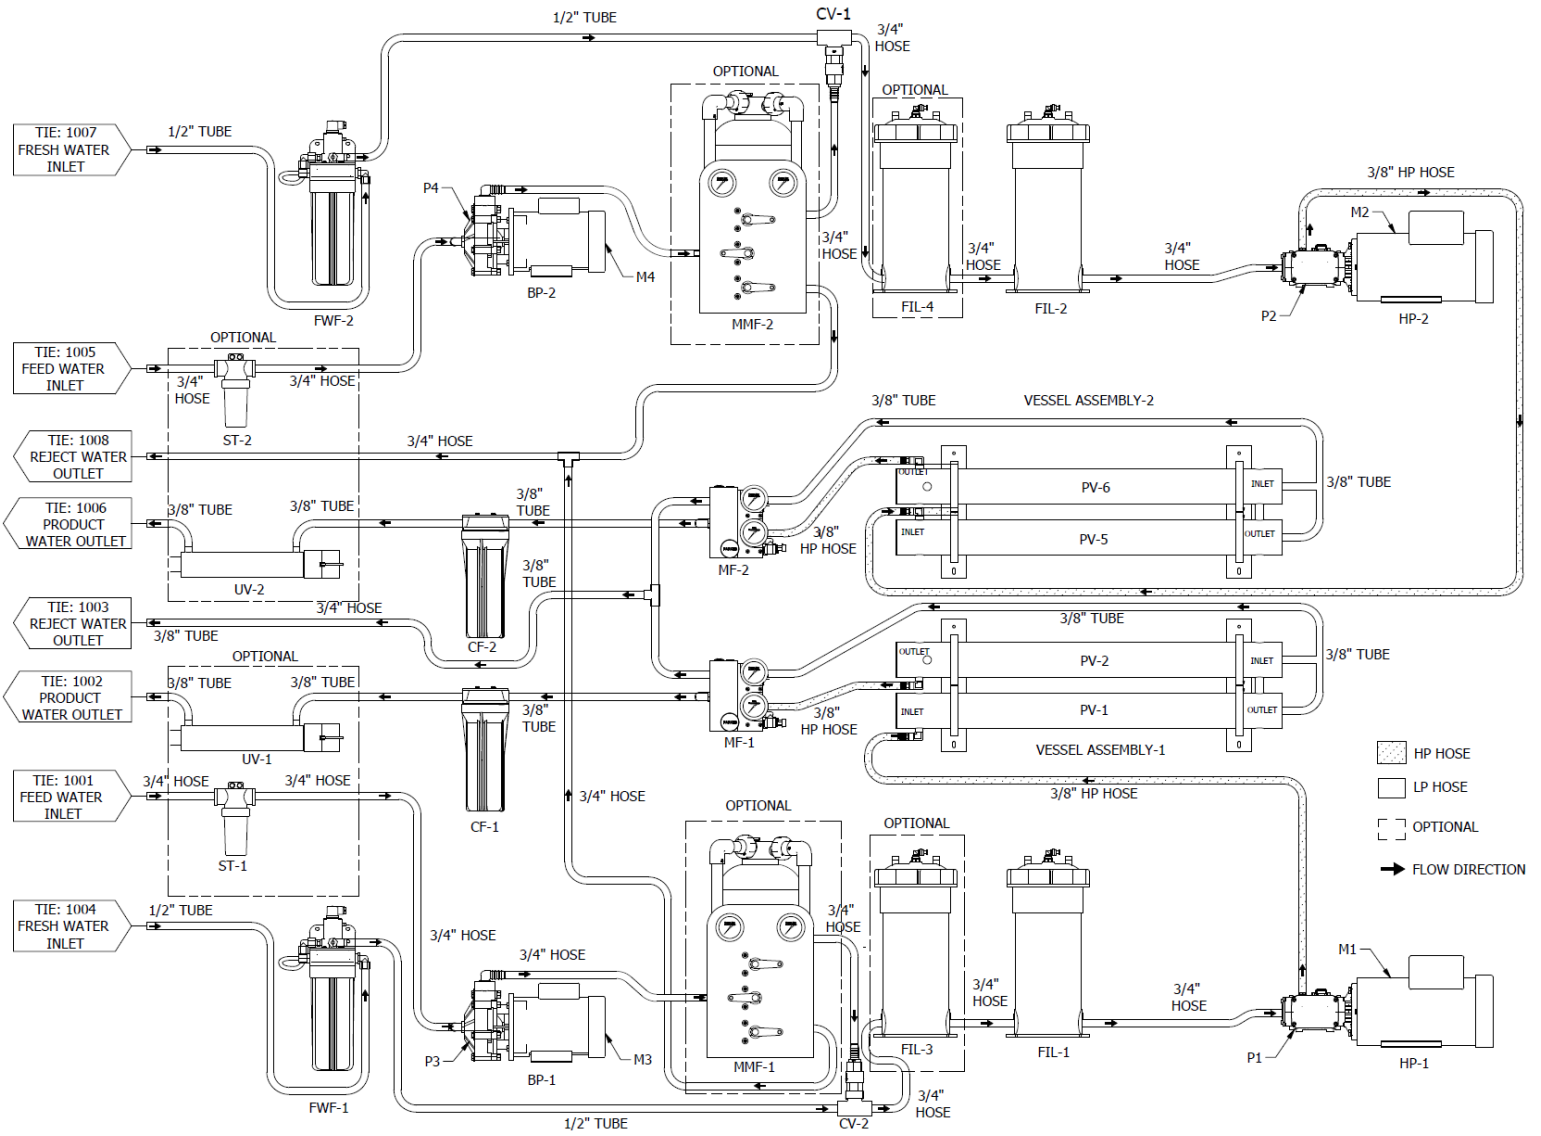 1/2" TUBE
CV-1
3/4"
HOSE
OPTIONAL
OPTIONAL
TIE: 1007
FRESH WATER
INLET
1/2" TUBE
3/8" HP HOSE
P4
M2
3/4"
HOSE
3/4"
HOSE
3/4"
HOSE
M4
BP-2
FWF-2
MMF-2
FIL-4
FIL-2
P2
HP-2
OPTIONAL
TIE: 1005
FEED WATER
INLET
3/4"
HOSE
3/4" HOSE
ST-2
3/8" TUBE
VESSEL ASSEMBLY-2
TIE: 1008
REJECT WATER
OUTLET
3/4" HOSE
OUTLET
PV-6
INLET
3/8" TUBE
TIE: 1006
PRODUCT
WATER OUTLET
3/8" TUBE
3/8" TUBE
3/8"
TUBE
3/8"
HP HOSE
INLET
PV-5
OUTLET
UV-2
3/8"
TUBE
MF-2
TIE: 1003
REJECT WATER
OUTLET
3/4" HOSE
3/8" TUBE
CF-2
3/8" TUBE
OPTIONAL
OUTLET
PV-2
INLET
3/8" TUBE
TIE: 1002
PRODUCT
WATER OUTLET
3/8" TUBE
3/8" TUBE
3/8"
TUBE
3/8"
HP HOSE
INLET
PV-1
OUTLET
MF-1
VESSEL ASSEMBLY-1
UV-1
HP HOSE
TIE: 1001
FEED WATER
INLET
3/4" HOSE
3/4" HOSE
3/4" HOSE
3/8" HP HOSE
LP HOSE
OPTIONAL
OPTIONAL
OPTIONAL
CF-1
ST-1
FLOW DIRECTION
TIE: 1004
FRESH WATER
INLET
1/2" TUBE
3/4"
HOSE
3/4" HOSE
3/4" HOSE
M1
3/4"
HOSE
3/4"
HOSE
P3
M3
BP-1
MMF-1
FIL-3
FIL-1
P1
HP-1
FWF-1
3/4"
HOSE
1/2" TUBE
CV-2